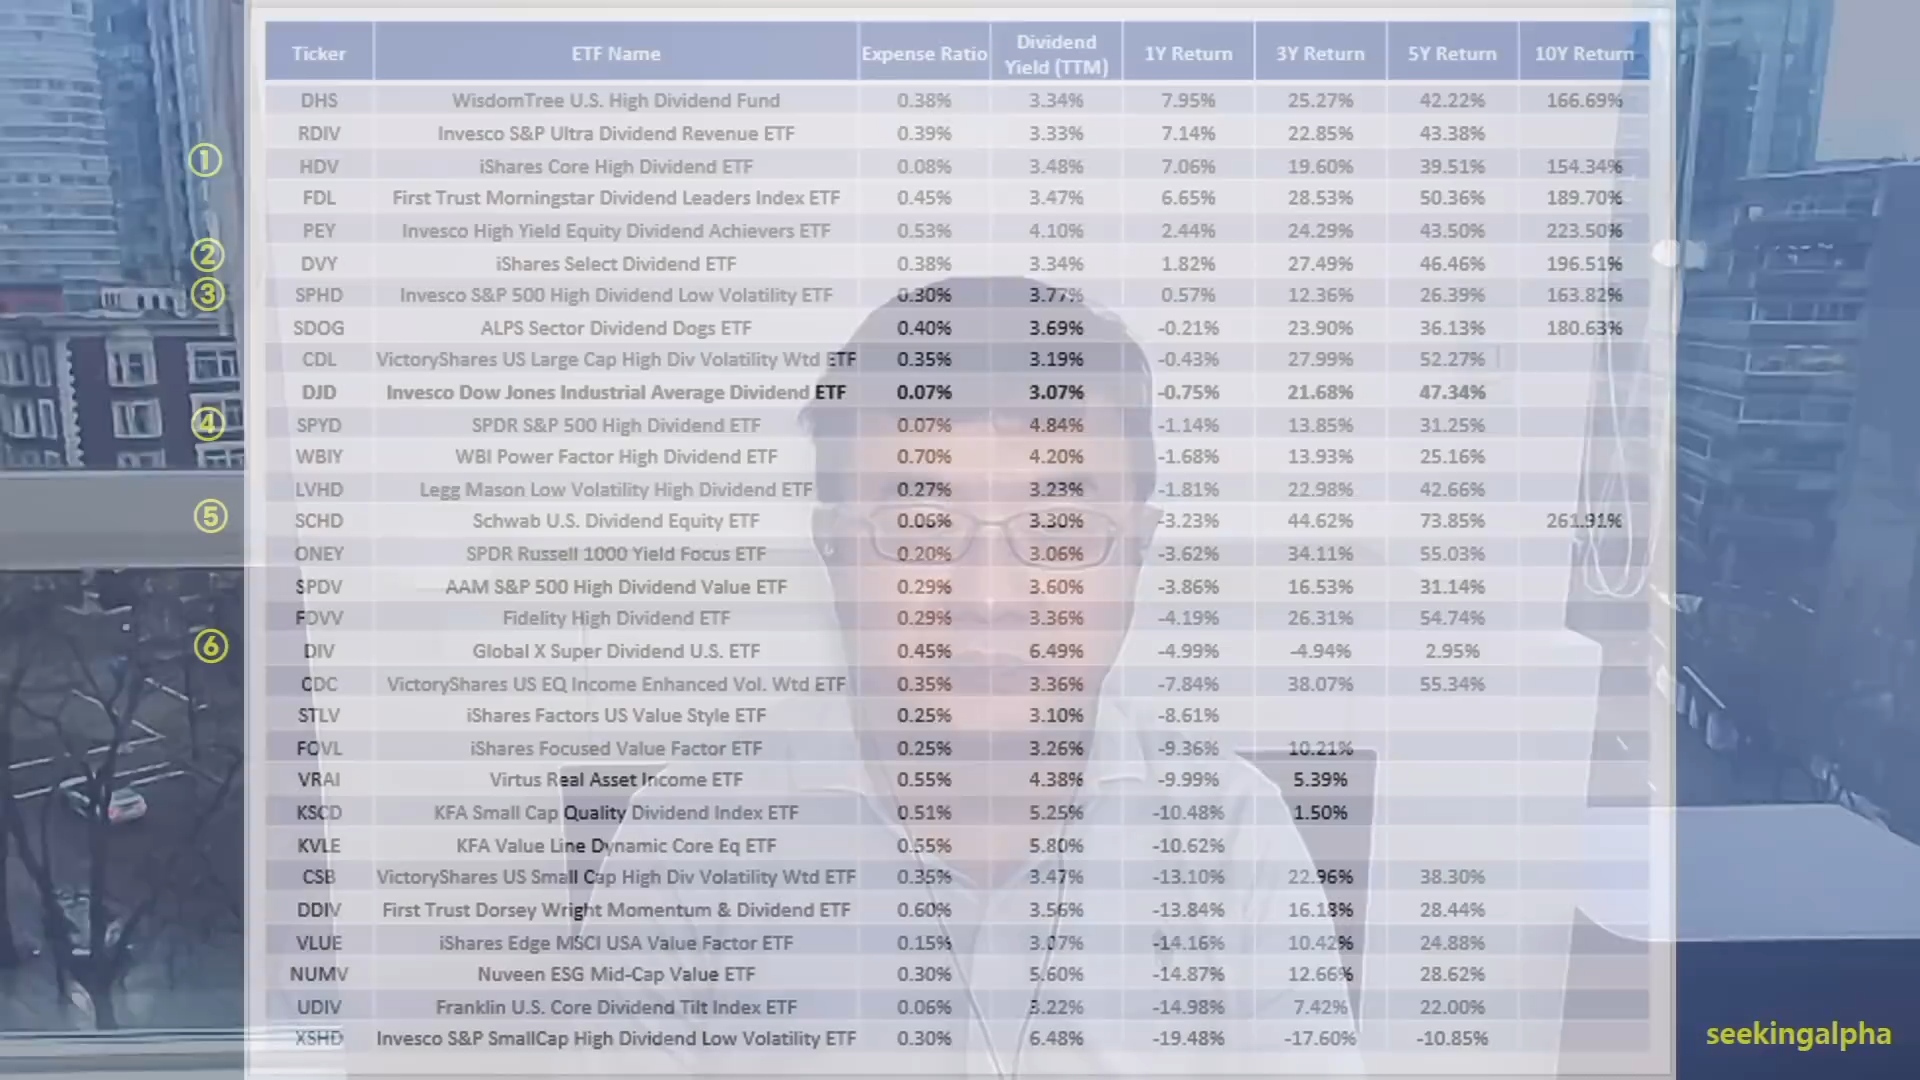 Ticker ETF Name Expense Ratio Dividend Yield (TTM) 1Y Return 3Y Return 5Y Return 10Y Return
DHS WisdomTree U.S. High Dividend Fund 0.38% 3.34% 7.95% 25.27% 42.22% 166.69%
RDIV Invesco S&P Ultra Dividend Revenue ETF 0.39% 3.33% 7.14% 22.85% 43.38%
① HDV iShares Core High Dividend ETF 0.08% 3.48% 7.06% 19.60% 39.51% 154.34%
FDL First Trust Morningstar Dividend Leaders Index ETF 0.45% 3.47% 6.65% 28.53% 50.36% 189.70%
PEY Invesco High Yield Equity Dividend Achievers ETF 0.53% 4.10% 2.44% 24.29% 43.50% 223.50%
② DVY iShares Select Dividend ETF 0.38% 3.34% 1.82% 27.49% 46.46% 196.51%
③ SPHD Invesco S&P 500 High Dividend Low Volatility ETF 0.30% 3.77% 0.57% 12.36% 26.39% 163.82%
SDOG ALPS Sector Dividend Dogs ETF 0.40% 3.69% -0.21% 23.90% 36.13% 180.63%
CDL VictoryShares US Large Cap High Div Volatility Wtd ETF 0.35% 3.19% -0.43% 27.99% 52.27%
DJD Invesco Dow Jones Industrial Average Dividend ETF 0.07% 3.07% -0.75% 21.68% 47.34%
④ SPYD SPDR S&P 500 High Dividend ETF 0.07% 4.84% -1.14% 13.85% 31.25%
WBIY WBI Power Factor High Dividend ETF 0.70% 4.20% -1.68% 13.93% 25.16%
LVHD Legg Mason Low Volatility High Dividend ETF 0.27% 3.23% -1.81% 22.98% 42.66%
⑤ SCHD Schwab U.S. Dividend Equity ETF 0.06% 3.30% -3.23% 44.62% 73.85% 261.91%
ONEY SPDR Russell 1000 Yield Focus ETF 0.20% 3.06% -3.62% 34.11% 55.03%
SPDV AAM S&P 500 High Dividend Value ETF 0.29% 3.60% -3.86% 16.53% 31.14%
FDVV Fidelity High Dividend ETF 0.29% 3.36% -4.19% 26.31% 54.74%
⑥ DIV Global X Super Dividend U.S. ETF 0.45% 6.49% -4.99% -4.94% 2.95%
CDC VictoryShares US EQ Income Enhanced Vol. Wtd ETF 0.35% 3.36% -7.84% 38.07% 55.34%
STLV iShares Factors US Value Style ETF 0.25% 3.10% -8.61%
FOVL iShares Focused Value Factor ETF 0.25% 3.26% -9.36% 10.21%
VRAI Virtus Real Asset Income ETF 0.55% 4.38% -9.99% 5.39%
KSCD KFA Small Cap Quality Dividend Index ETF 0.51% 5.25% -10.48% 1.50%
KVLE KFA Value Line Dynamic Core Eq ETF 0.55% 5.80% -10.62%
CSB VictoryShares US Small Cap High Div Volatility Wtd ETF 0.35% 3.47% -13.10% 22.96% 38.30%
DDIV First Trust Dorsey Wright Momentum & Dividend ETF 0.60% 3.56% -13.84% 16.18% 28.44%
VLUE iShares Edge MSCI USA Value Factor ETF 0.15% 3.07% -14.16% 10.42% 24.88%
NUMV Nuveen ESG Mid-Cap Value ETF 0.30% 5.60% -14.87% 12.66% 28.62%
UDIV Franklin U.S. Core Dividend Tilt Index ETF 0.06% 3.22% -14.98% 7.42% 22.00%
XSHD Invesco S&P SmallCap High Dividend Low Volatility ETF 0.30% 6.48% -19.48% -17.60% -10.85%
seekingalpha